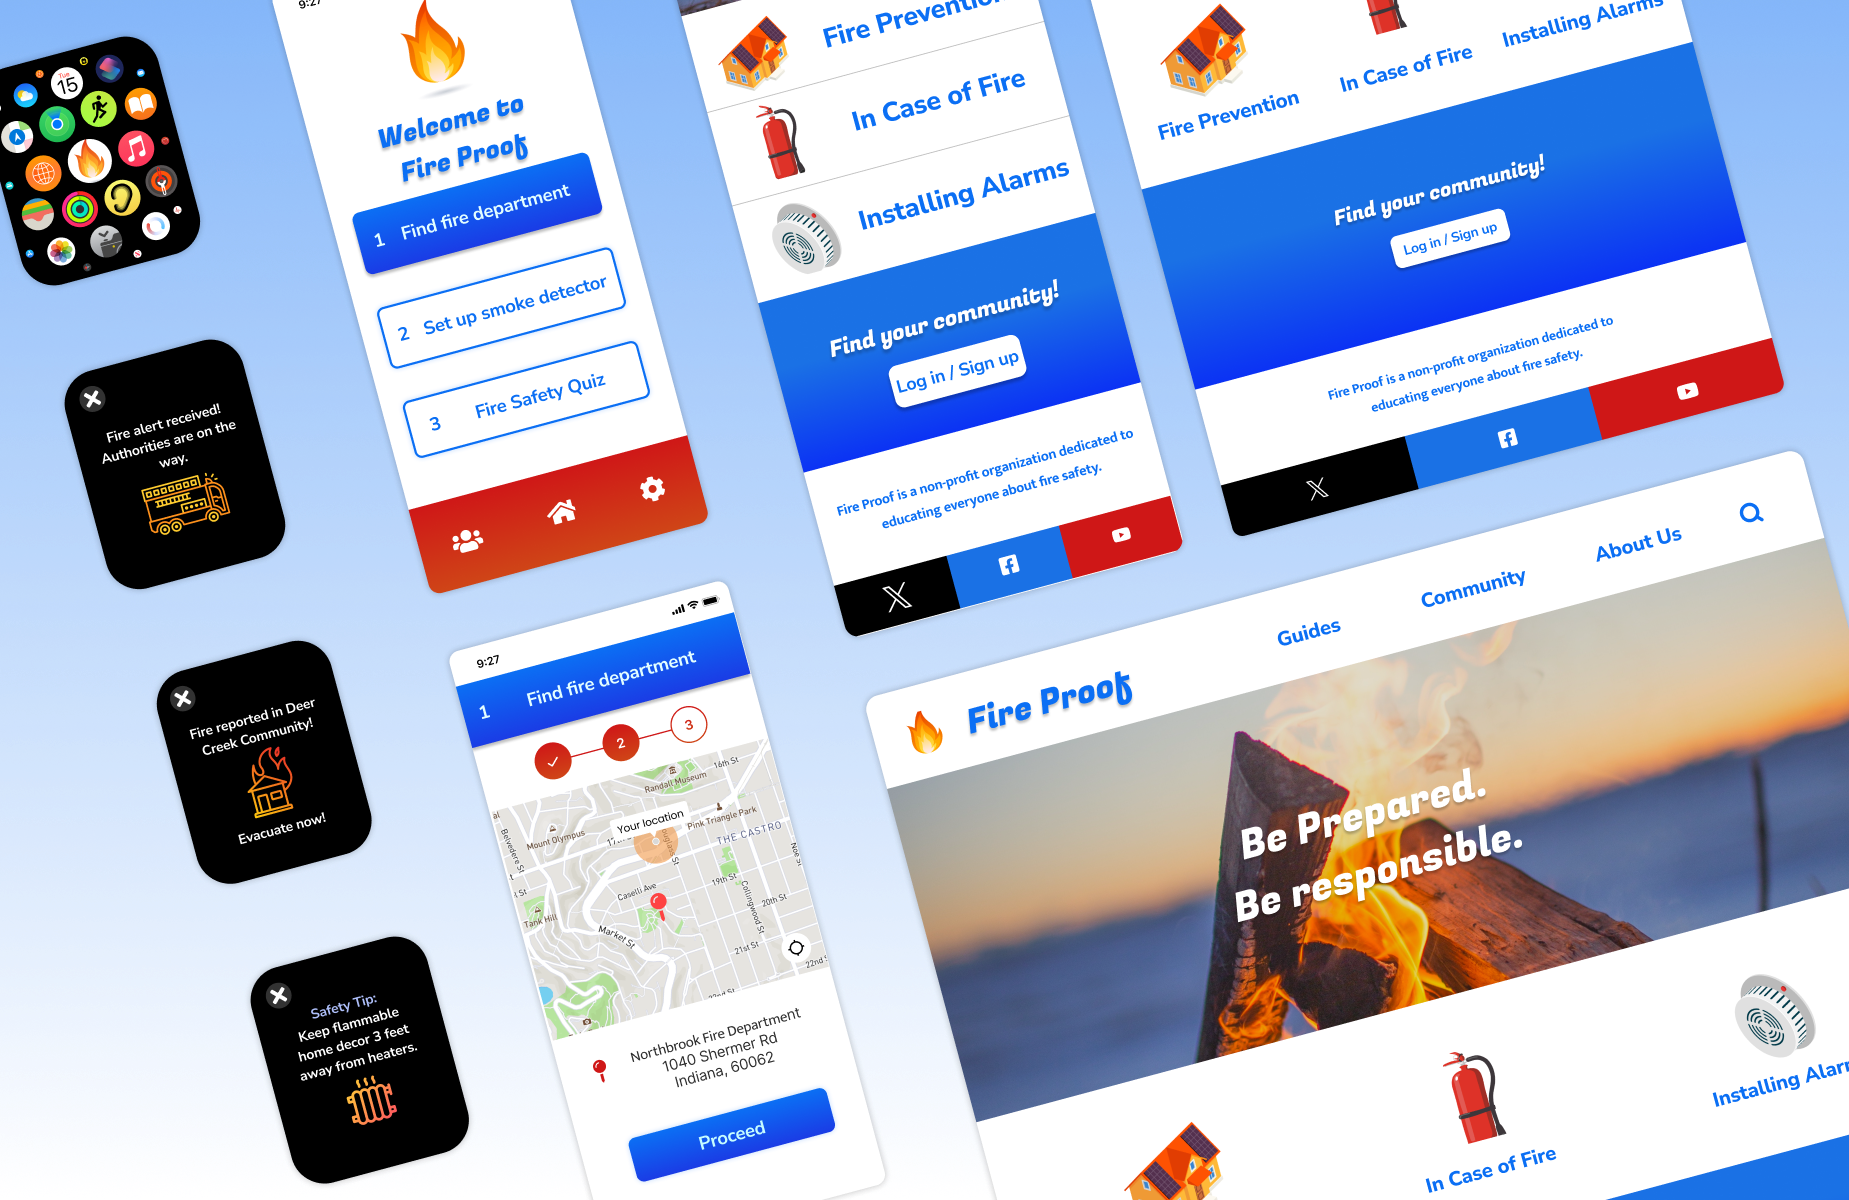 Tue
15
Fire alert received!
Authorities are on the
way.
Fire reported in Deer
Creek Community!
Evacuate now!
Safety Tip:
Keep flammable
home decor 3 feet
away from heaters.
9:27
Welcome to
Fire Proof
1 Find fire department
2 Set up smoke detector
3 Fire Safety Quiz
9:27
1 Find fire department
2
3
16th St
Randall Museum
Mount Olympus
Belvedere St
Your location
Pink Triangle Park
THE CASTRO
Caselli Ave
19th St
Collingwood St
20th St
Tank Hill
Market St
21st St
22nd S
22nd St
Northbrook Fire Department
1040 Shermer Rd
Indiana, 60062
Proceed
Fire Prevention
In Case of Fire
Installing Alarms
Find your community!
Log in / Sign up
Fire Proof is a non-profit organization dedicated to
educating everyone about fire safety.
X
Fire Prevention
In Case of Fire
Installing Alarms
Find your community!
Log in / Sign up
Fire Proof is a non-profit organization dedicated to
educating everyone about fire safety.
X
Fire Proof
Guides
Community
About Us
Be Prepared.
Be responsible.
In Case of Fire
Installing Alarm